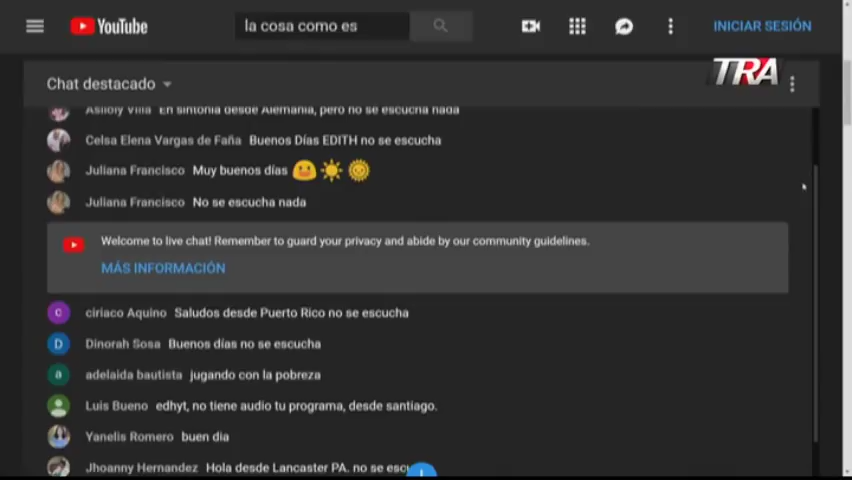 YouTube
la cosa como es
INICIAR SESIÓN
Chat destacado
TRA
En sintonía desde Alemania, pero no se escucha nada
Celsa Elena Vargas de Faña Buenos Días EDITH no se escucha
Juliana Francisco Muy buenos días
Juliana Francisco No se escucha nada
Welcome to live chat! Remember to guard your privacy and abide by our community guidelines.
MÁS INFORMACIÓN
c
ciriaco Aquino Saludos desde Puerto Rico no se escucha
D
Dinorah Sosa Buenos días no se escucha
a
adelaida bautista jugando con la pobreza
Luis Bueno edhyt, no tiene audio tu programa, desde santiago.
Yanelis Romero buen dia
Jhoanny Hernandez Hola desde Lancaster PA. no se